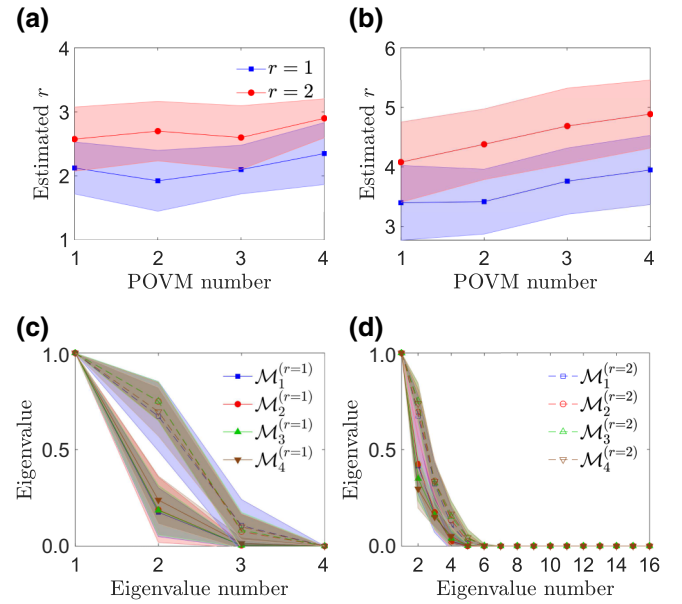 (a)
(b)
4
3
2
1
Estimated r
r = 1
r = 2
1 2 3 4
POVM number
6
5
4
3
Estimated r
1 2 3 4
POVM number
(c)
(d)
1.0
0.5
0.0
Eigenvalue
M₁^(r=1)
M₂^(r=1)
M₃^(r=1)
M₄^(r=1)
1 2 3 4
Eigenvalue number
1.0
0.5
0.0
Eigenvalue
M₁^(r=2)
M₂^(r=2)
M₃^(r=2)
M₄^(r=2)
2 4 6 8 10 12 14 16
Eigenvalue number